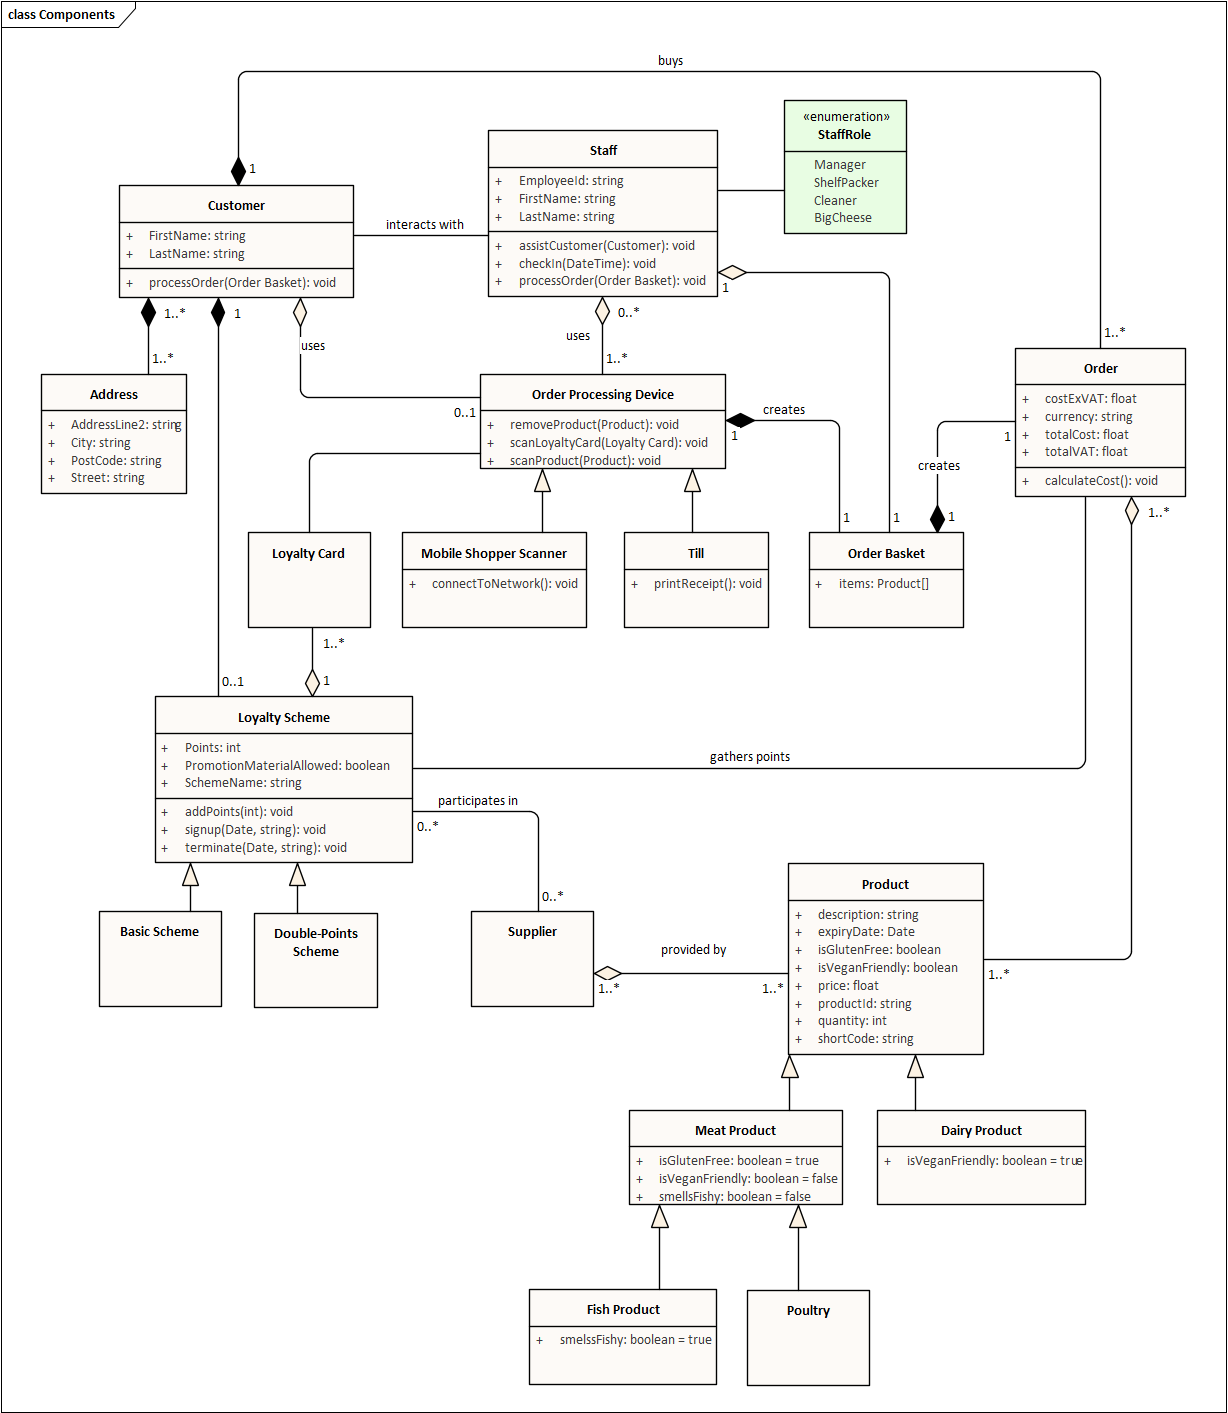 class Components
buys
«enumeration»
StaffRole
Manager
ShelfPacker
Cleaner
BigCheese
Staff
+ EmployeeId: string
+ FirstName: string
+ LastName: string
+ assistCustomer(Customer): void
+ checkIn(DateTime): void
+ processOrder(Order Basket): void
1
Customer
+ FirstName: string
+ LastName: string
+ processOrder(Order Basket): void
interacts with
1
1..*
1
uses
0..1
0..*
uses
1..*
1..*
1..*
Address
+ AddressLine2: string
+ City: string
+ PostCode: string
+ Street: string
Order Processing Device
+ removeProduct(Product): void
+ scanLoyaltyCard(Loyalty Card): void
+ scanProduct(Product): void
creates
1
1
1
Order
+ costExVAT: float
+ currency: string
+ totalCost: float
+ totalVAT: float
+ calculateCost(): void
1
creates
1
1..*
Loyalty Card
Mobile Shopper Scanner
+ connectToNetwork(): void
Till
+ printReceipt(): void
Order Basket
+ items: Product[]
1..*
1
0..1
Loyalty Scheme
+ Points: int
+ PromotionMaterialAllowed: boolean
+ SchemeName: string
+ addPoints(int): void
+ signup(Date, string): void
+ terminate(Date, string): void
gathers points
participates in
0..*
0..*
Basic Scheme
Double-Points
Scheme
Supplier
provided by
1..*
1..*
Product
+ description: string
+ expiryDate: Date
+ isGlutenFree: boolean
+ isVeganFriendly: boolean
+ price: float
+ productId: string
+ quantity: int
+ shortCode: string
1..*
Meat Product
+ isGlutenFree: boolean = true
+ isVeganFriendly: boolean = false
+ smellsFishy: boolean = false
Dairy Product
+ isVeganFriendly: boolean = true
Fish Product
+ smelssFishy: boolean = true
Poultry